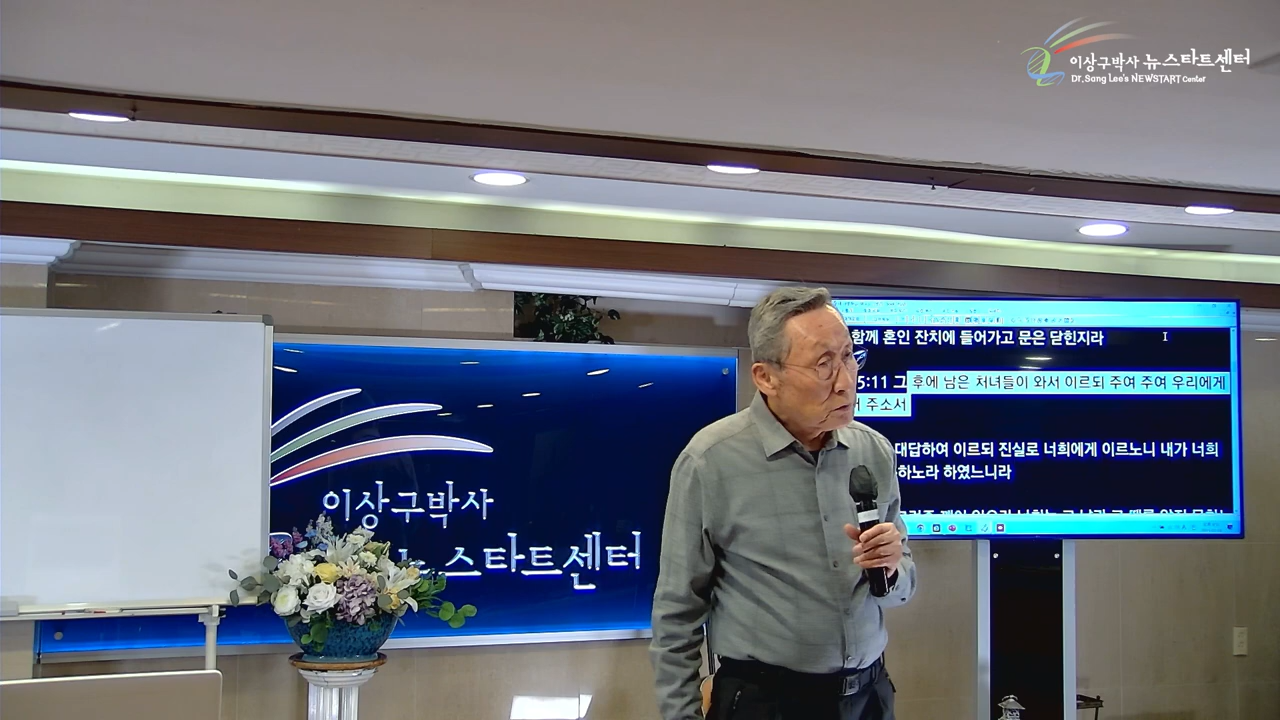 이상구박사 뉴스타트센터
Dr. Sang Lee's NEWSTART Center
함께 혼인 잔치에 들어가고 문은 닫힌지라
5:11 그 후에 남은 처녀들이 와서 이르되 주여 주여 우리에게
주소서
대답하여 이르되 진실로 너희에게 이르노니 내가 너희
하노라 하였느니라
이상구박사
뉴스타트센터